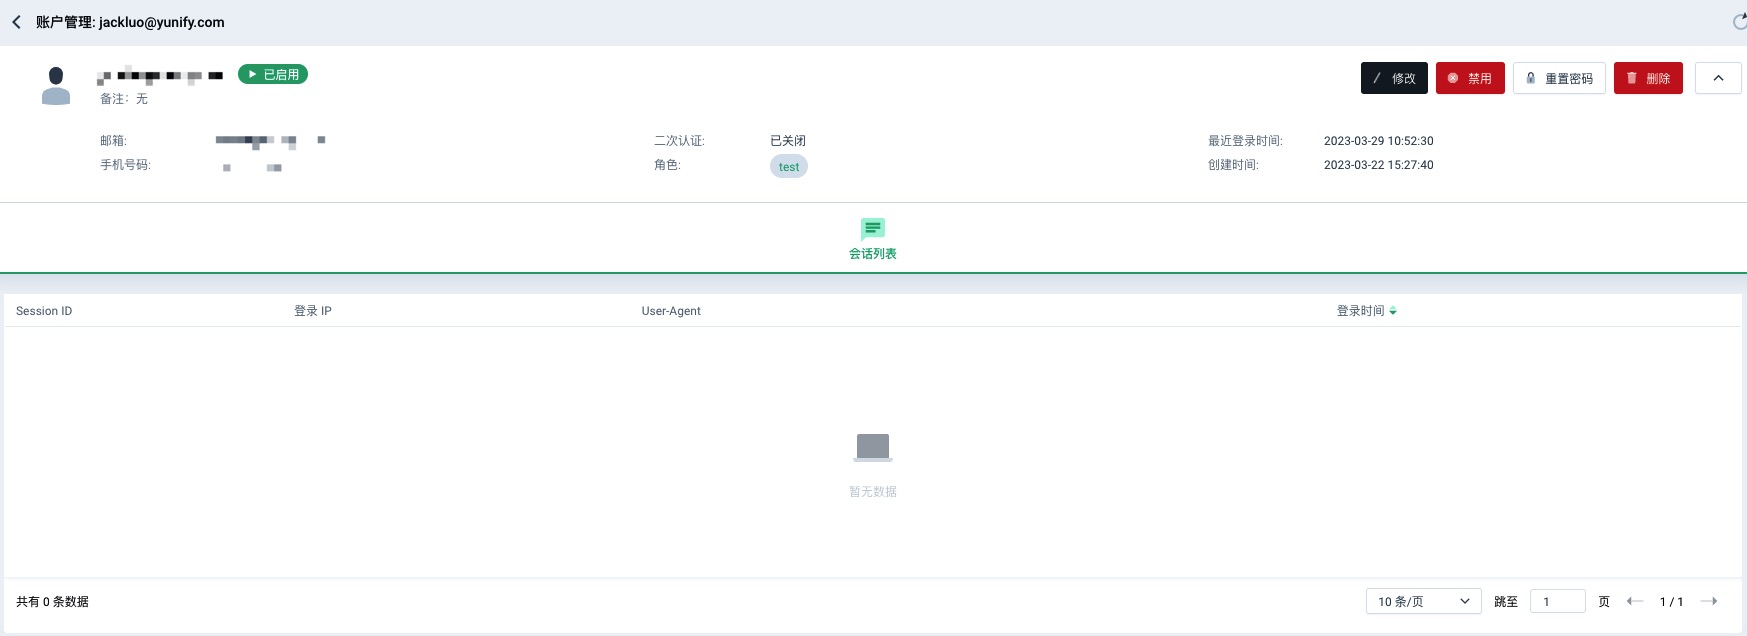 账户管理: jackluo@yunify.com
已启用
备注: 无
修改
禁用
重置密码
删除
邮箱:
二次认证: 已关闭
最近登录时间: 2023-03-29 10:52:30
手机号码:
角色: test
创建时间: 2023-03-22 15:27:40
会话列表
Session ID 登录 IP User-Agent 登录时间
暂无数据
共有 0 条数据
10 条/页 跳至 1 页 1 / 1